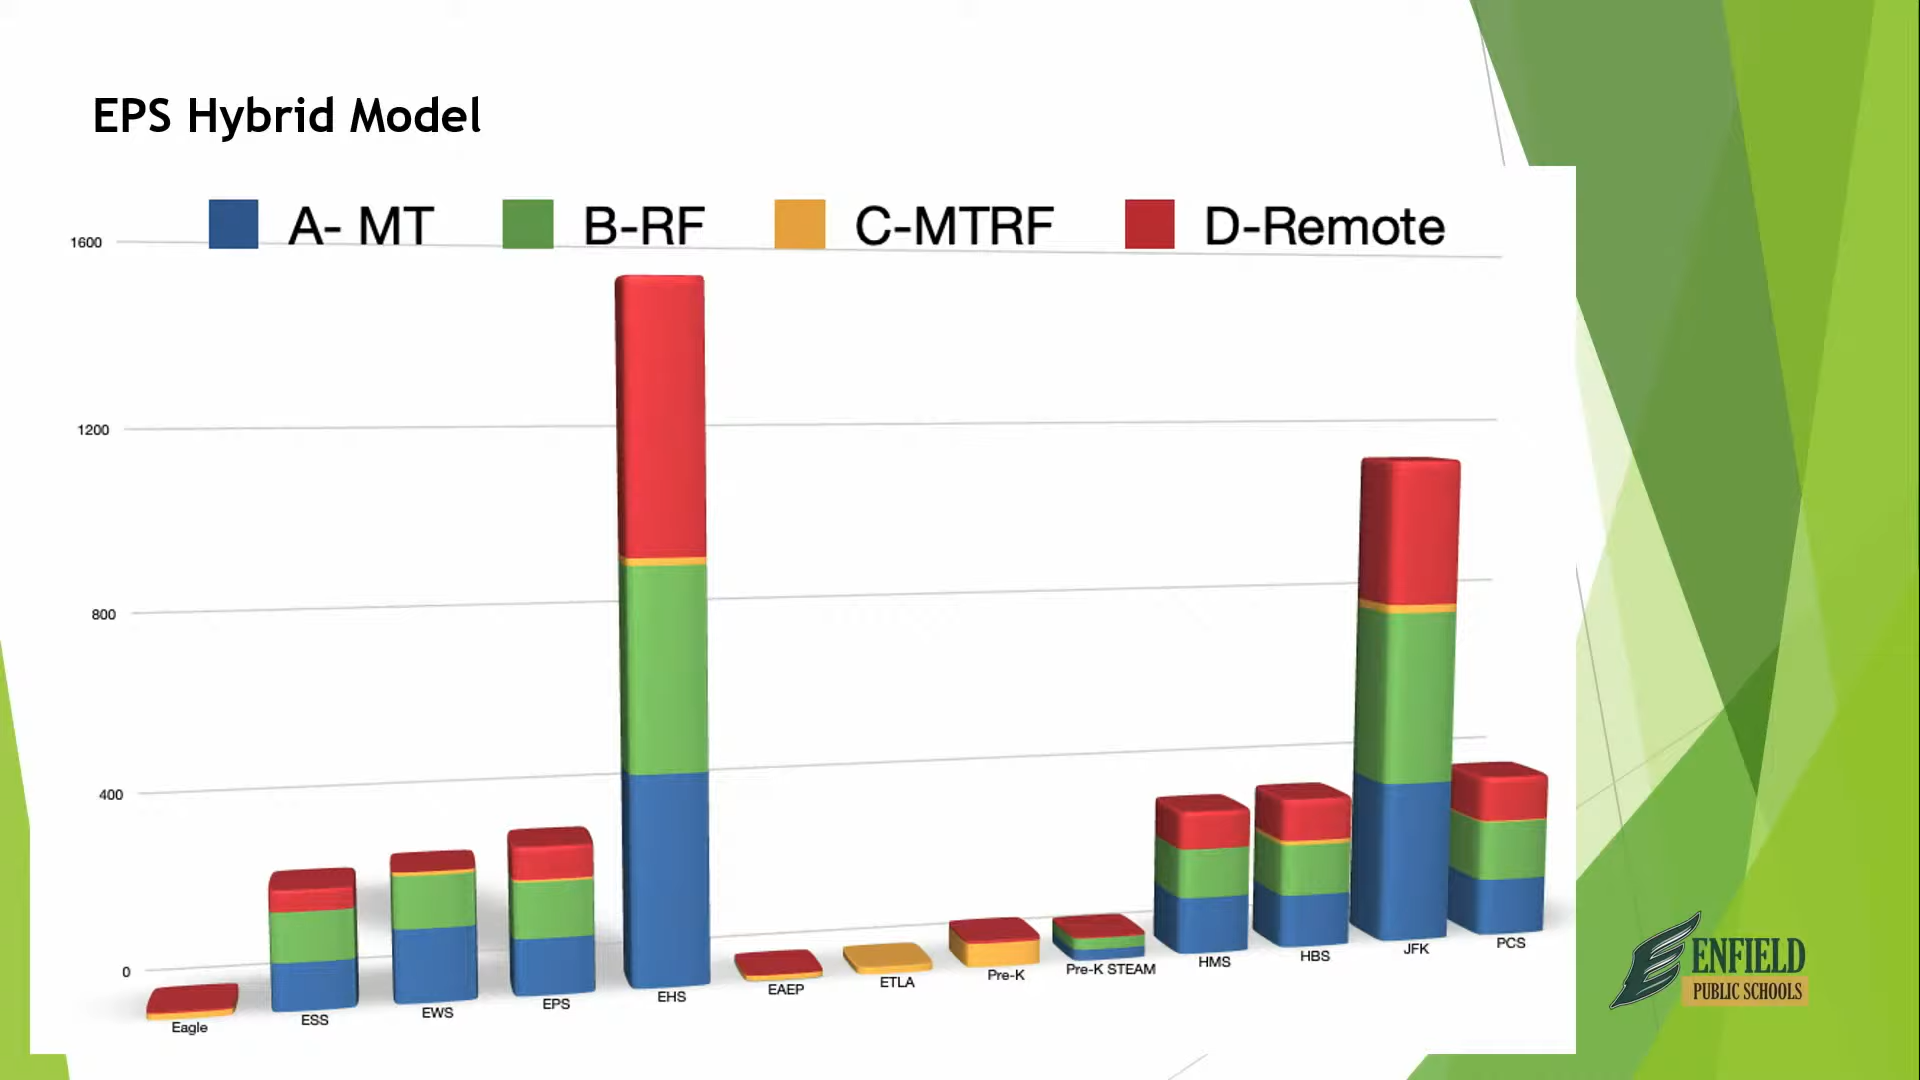 EPS Hybrid Model
A- MT B-RF C-MTRF D-Remote
1600
1200
800
400
0
Eagle ESS EWS EPS EHS EAEP ETLA Pre-K Pre-K STEAM HMS HBS JFK PCS
ENFIELD
PUBLIC SCHOOLS